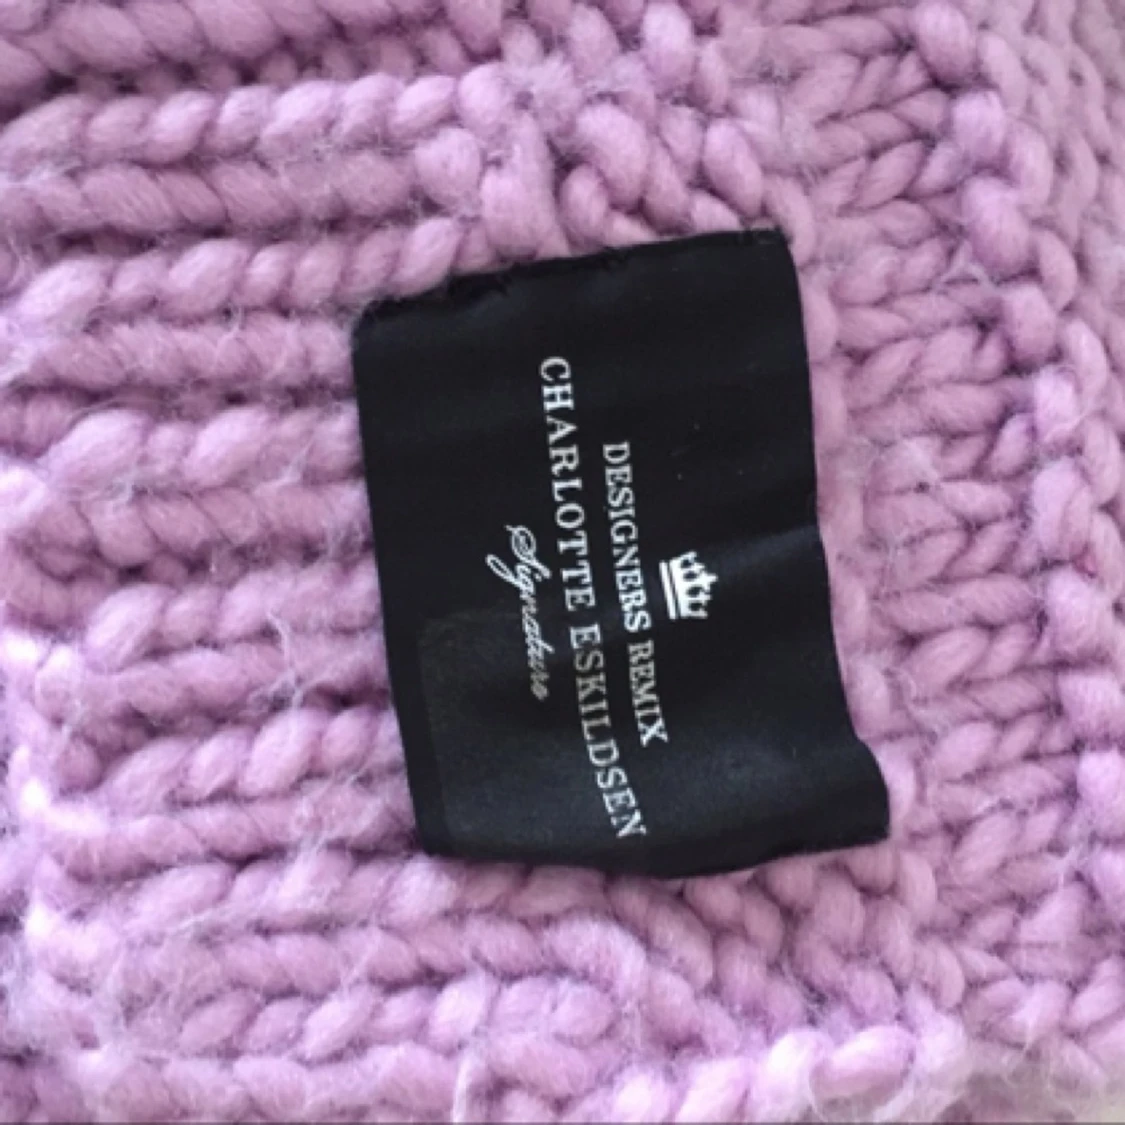 DESIGNERS REMIX
CHARLOTTE ESKILDSEN
Signature